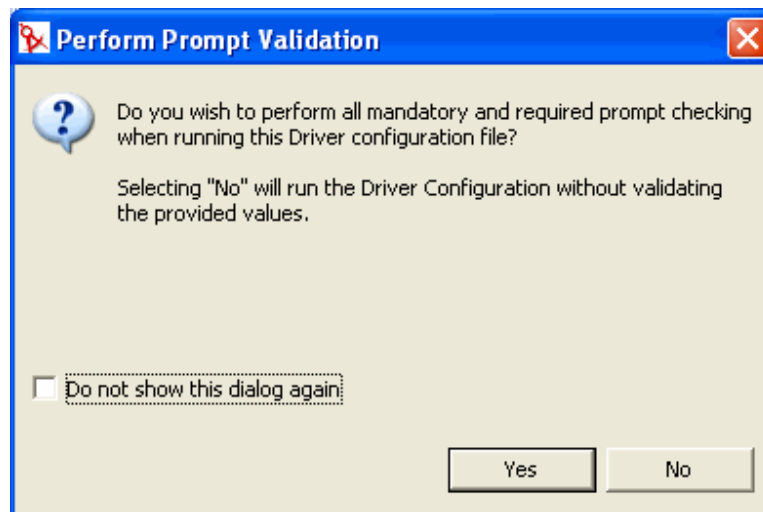 Perform Prompt Validation
Do you wish to perform all mandatory and required prompt checking
when running this Driver configuration file?
Selecting "No" will run the Driver Configuration without validating
the provided values.
Do not show this dialog again
Yes No